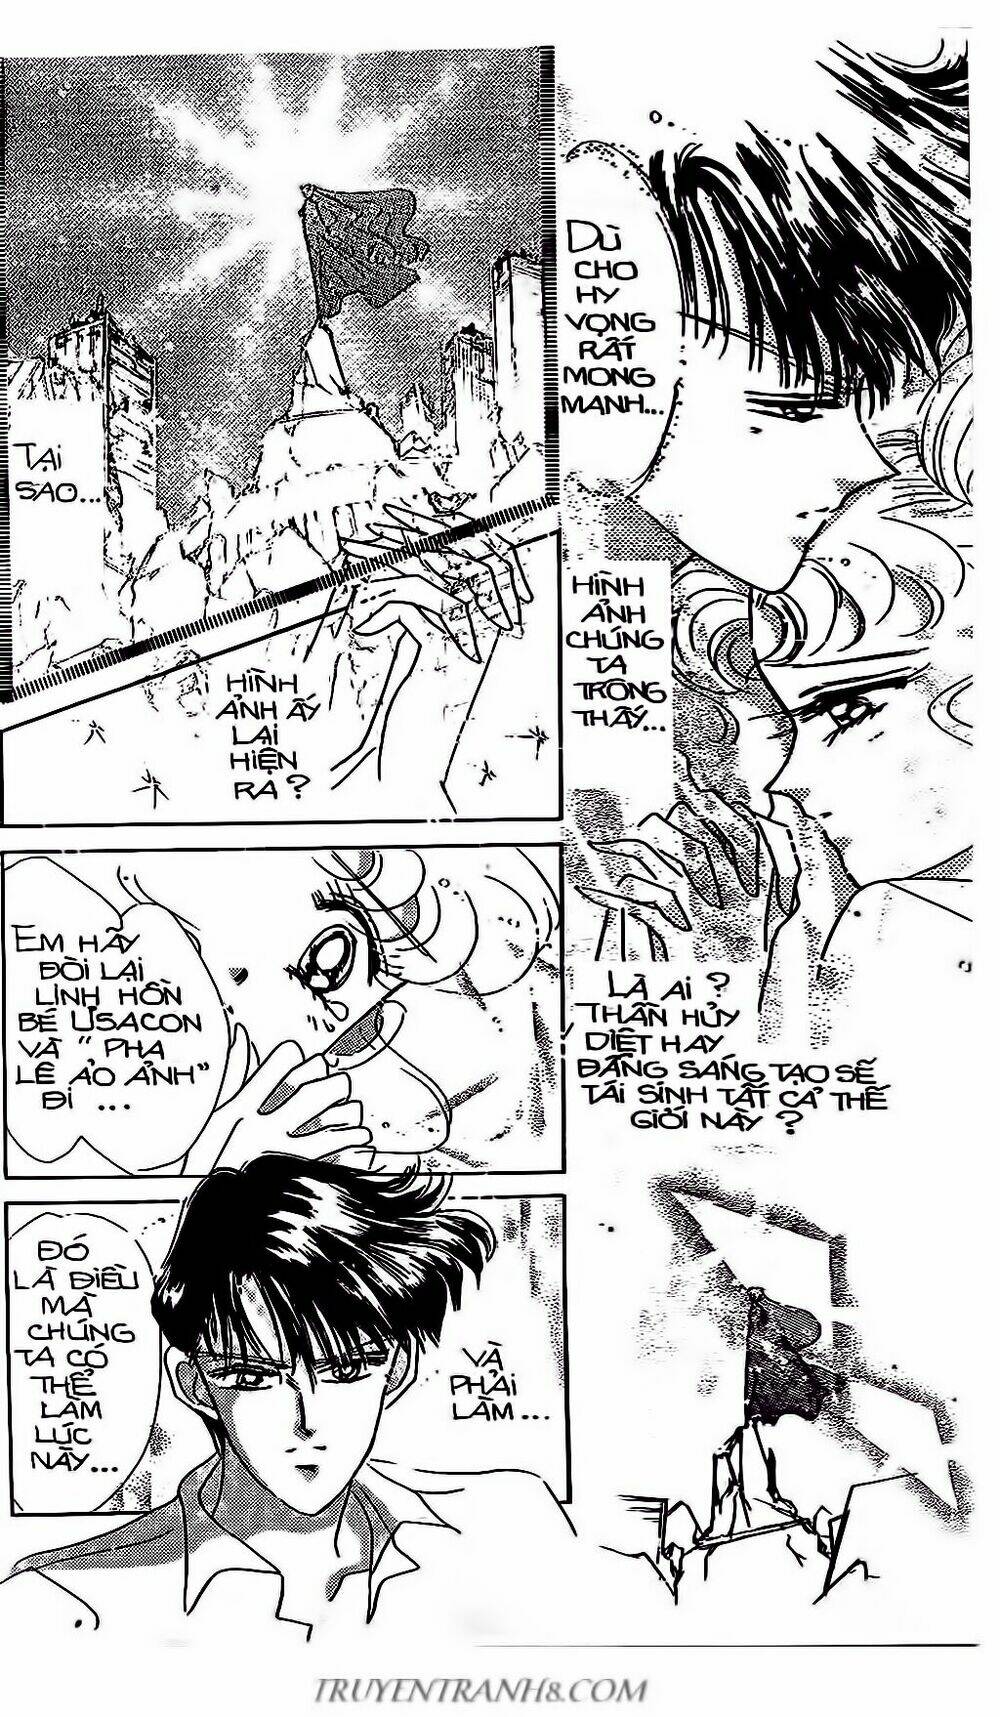 DÙ
CHO
HY
VỌNG
RẤT
MONG
MANH...
HÌNH
ẢNH
CHÚNG
TA
TRÔNG
THẤY...
LÀ AI ?
THẦN HỦY
DIỆT HAY
ĐẤNG SÁNG TẠO SẼ
TÁI SINH TẤT CẢ THẾ
GIỚI NÀY ?
TẠI
SAO...
HÌNH
ẢNH ẤY
LẠI
HIỆN
RA ?
EM HÃY
ĐÒI LẠI
LINH HỒN
BÉ USACON
VÀ " PHA
LÊ ẢO ẢNH"
ĐI ...
ĐÓ
LÀ ĐIỀU
MÀ
CHÚNG
TA CÓ
THỂ
LÀM
LÚC
NÀY...
VÀ
PHẢI
LÀM...
TRUYENTRANH8.COM